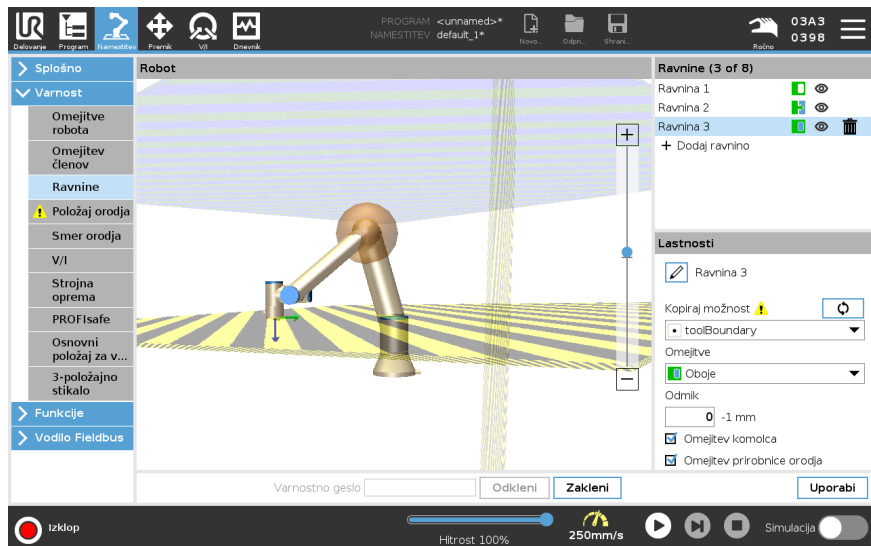 PROGRAM <unnamed>*
NAMESTITEV default_1*
Delovanje Program Namestitev Premik V/I Dnevnik
Novo... Odpri... Shrani...
Ročno
03A3
0398
Splošno
Varnost
Omejitve
robota
Omejitev
členov
Ravnine
Položaj orodja
Smer orodja
V/I
Strojna
oprema
PROFIsafe
Osnovni
položaj za v...
3-položajno
stikalo
Funkcije
Vodilo Fieldbus
Robot
Ravnine (3 of 8)
Ravnina 1
Ravnina 2
Ravnina 3
+ Dodaj ravnino
Lastnosti
Ravnina 3
Kopiraj možnost
toolBoundary
Omejitve
Oboje
Odmik
0 -1 mm
Omejitev komolca
Omejitev prirobnice orodja
Varnostno geslo
Odkleni
Zakleni
Uporabi
Izklop
Hitrost 100%
250mm/s
Simulacija